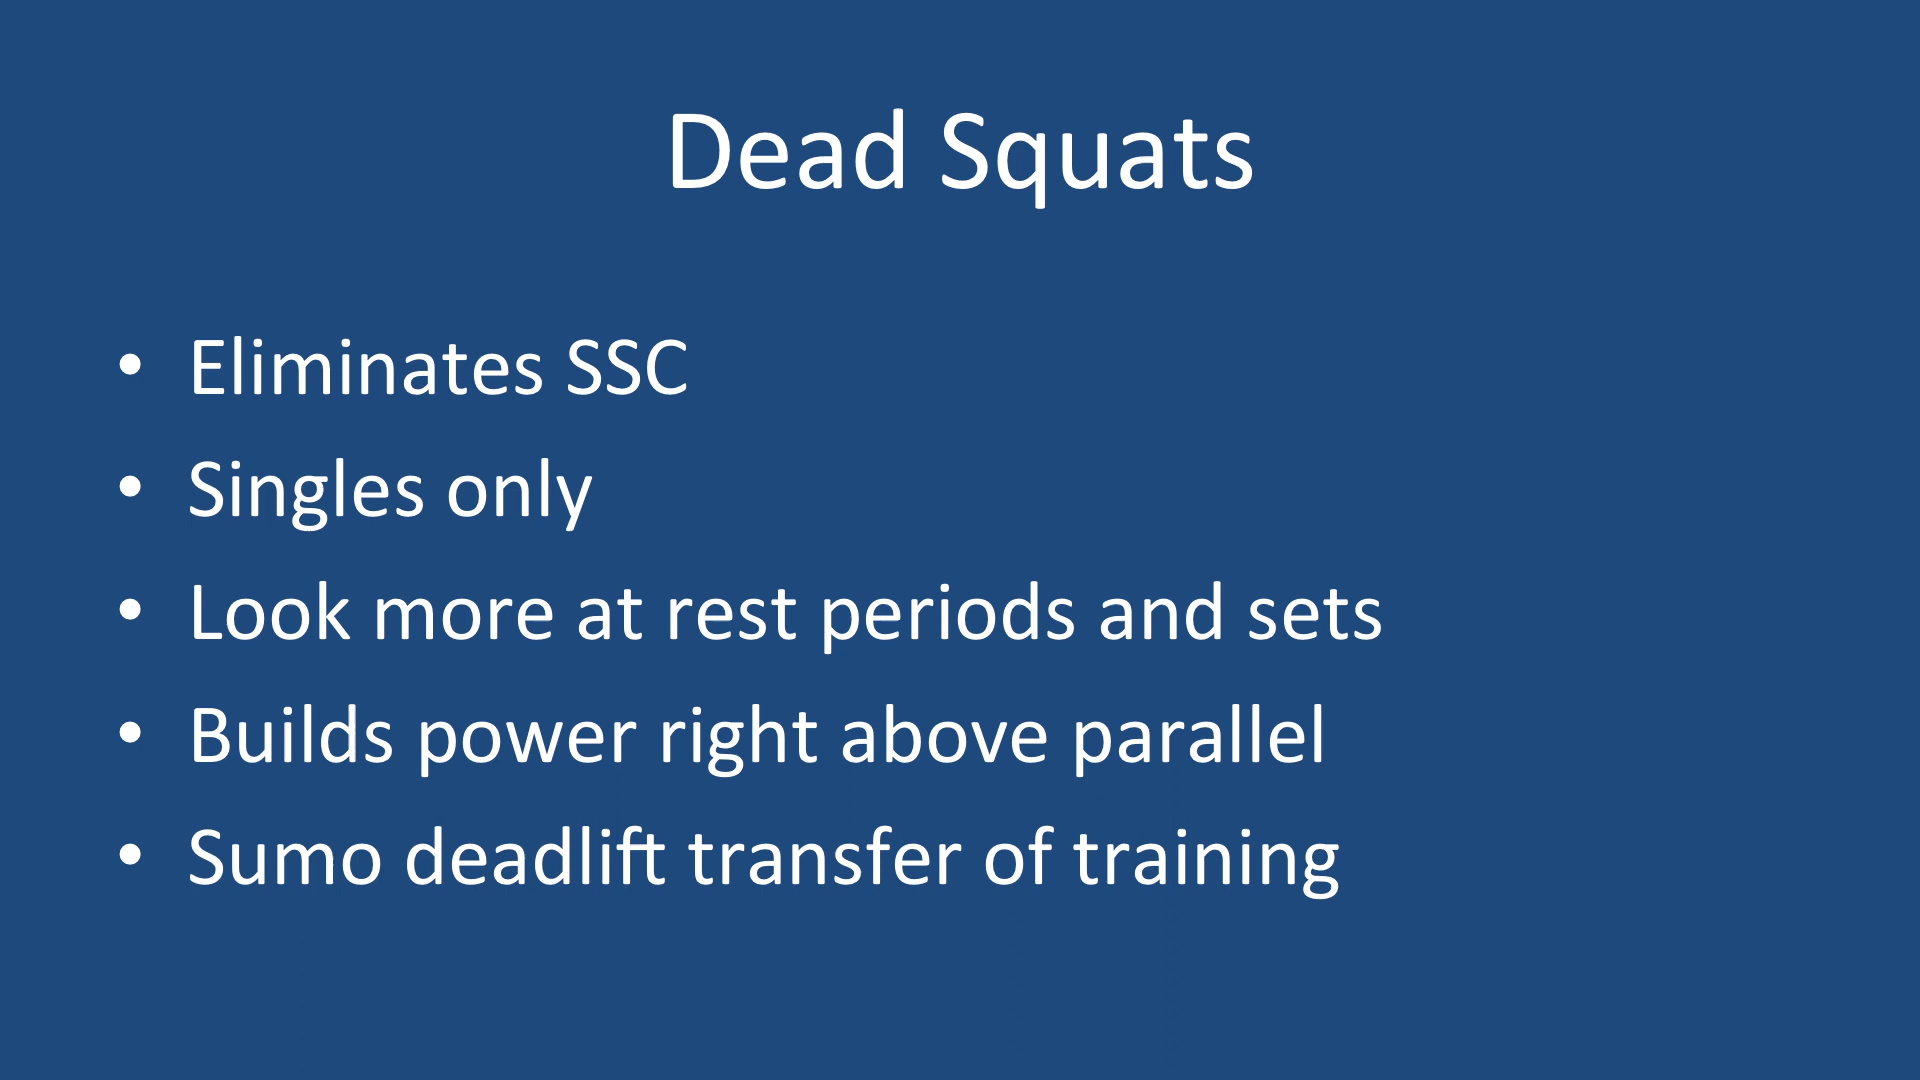 Dead Squats
• Eliminates SSC
• Singles only
• Look more at rest periods and sets
• Builds power right above parallel
• Sumo deadlift transfer of training